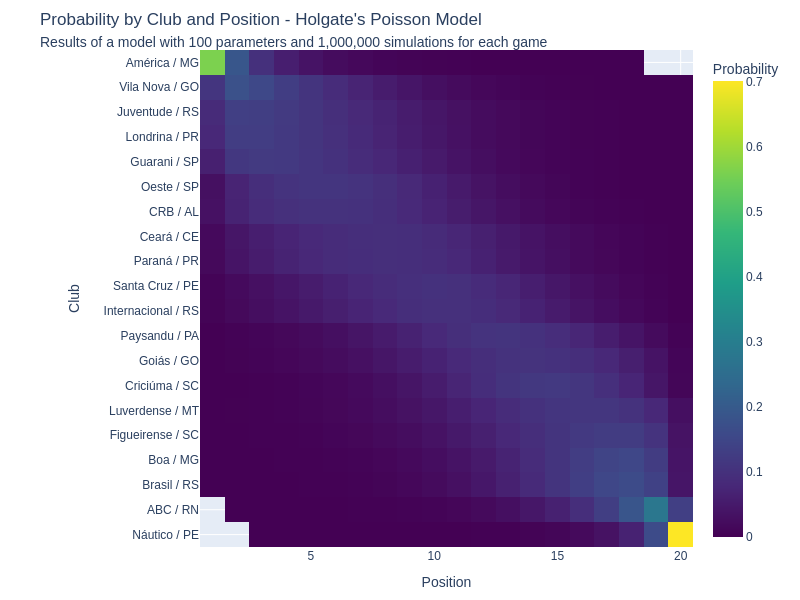 Probability by Club and Position - Holgate's Poisson Model
Results of a model with 100 parameters and 1,000,000 simulations for each game
Probability
América / MG
Vila Nova / GO
Juventude / RS
Londrina / PR
Guarani / SP
Oeste / SP
CRB / AL
Ceará / CE
Paraná / PR
Santa Cruz / PE
Internacional / RS
Paysandu / PA
Goiás / GO
Criciúma / SC
Luverdense / MT
Figueirense / SC
Boa / MG
Brasil / RS
ABC / RN
Náutico / PE
Club
5 10 15 20
Position
0.7
0.6
0.5
0.4
0.3
0.2
0.1
0